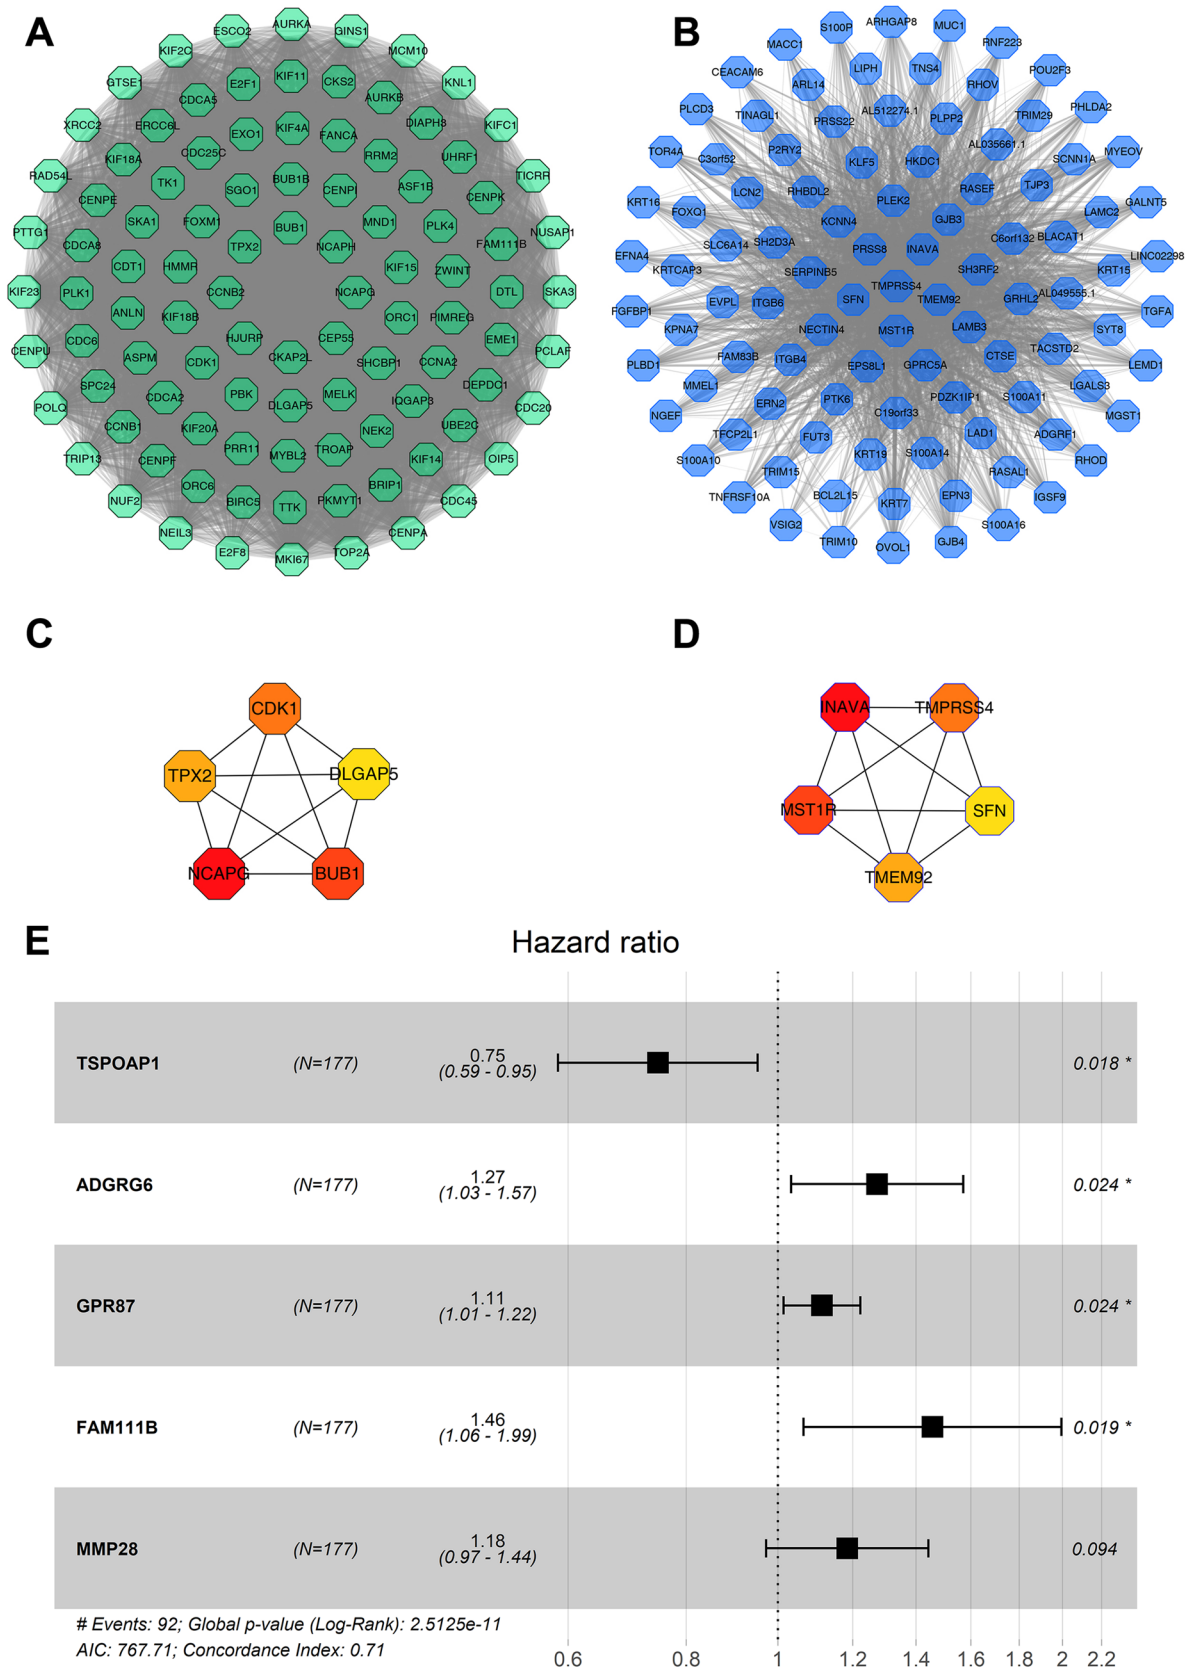 A
AURKA
ESCO2
GINS1
KIF2C
MCM10
GTSE1
E2F1
KIF11
CKS2
KNL1
CDCA5
AURKB
XRCC2
ERCC6L
EXO1
KIF4A
FANCA
DIAPH3
KIFC1
RAD54L
KIF18A
CDC25C
RRM2
UHRF1
TICRR
CENPE
TK1
SGO1
BUB1B
CENPI
ASF1B
CENPK
PTTG1
CDCA8
SKA1
FOXM1
TPX2
BUB1
NCAPH
MND1
PLK4
FAM111B
NUSAP1
KIF23
PLK1
CDT1
HMMR
CCNB2
NCAPG
KIF15
ZWINT
DTL
SKA3
CENPU
CDC6
ANLN
KIF18B
HJURP
CEP55
ORC1
PIMREG
EME1
PCLAF
POLQ
SPC24
ASPM
CDK1
CKAP2L
SHCBP1
CCNA2
DEPDC1
CDC20
TRIP13
CCNB1
CDCA2
PBK
DLGAP5
MELK
IQGAP3
UBE2C
OIP5
NUF2
CENPF
KIF20A
PRR11
MYBL2
TROAP
NEK2
KIF14
CDC45
NEIL3
ORC6
BIRC5
TTK
PKMYT1
BRIP1
CENPA
E2F8
MKI67
TOP2A
B
ARHGAP8
S100P
MUC1
MACC1
RNF223
CEACAM6
LIPH
TNS4
POU2F3
ARL14
RHOV
PLCD3
TINAGL1
PRSS22
AL512274.1
PLPP2
TRIM29
PHLDA2
TOR4A
C3orf52
P2RY2
KLF5
HKDC1
AL035661.1
SCNN1A
MYEOV
KRT16
FOXQ1
LCN2
RHBDL2
PLEK2
RASEF
TJP3
LAMC2
GALNT5
EFNA4
KRTCAP3
SLC6A14
SH2D3A
KCNN4
PRSS8
INAVA
GJB3
C6orf132
BLACAT1
KRT15
LINC02298
FGFBP1
KPNA7
EVPL
ITGB6
SERPINB5
SFN
TMPRSS4
TMEM92
SH3RF2
GRHL2
AL049555.1
SYT8
TGFA
PLBD1
MMEL1
FAM83B
ITGB4
NECTIN4
MST1R
LAMB3
CTSE
TACSTD2
LGALS3
LEMD1
NGEF
TFCP2L1
ERN2
PTK6
EPS8L1
GPRC5A
PDZK1IP1
S100A11
ADGRF1
MGST1
S100A10
TRIM15
FUT3
C19orf33
LAD1
RHOD
TNFRSF10A
BCL2L15
KRT19
S100A14
RASAL1
IGSF9
VSIG2
KRT7
EPN3
S100A16
TRIM10
OVOL1
GJB4
C
CDK1
TPX2
DLGAP5
NCAPG
BUB1
D
INAVA
TMPRSS4
MST1R
SFN
TMEM92
E
Hazard ratio
TSPOAP1 (N=177) 0.75 (0.59 - 0.95) 0.018 *
ADGRG6 (N=177) 1.27 (1.03 - 1.57) 0.024 *
GPR87 (N=177) 1.11 (1.01 - 1.22) 0.024 *
FAM111B (N=177) 1.46 (1.06 - 1.99) 0.019 *
MMP28 (N=177) 1.18 (0.97 - 1.44) 0.094
# Events: 92; Global p-value (Log-Rank): 2.5125e-11
AIC: 767.71; Concordance Index: 0.71
0.6 0.8 1 1.2 1.4 1.6 1.8 2 2.2